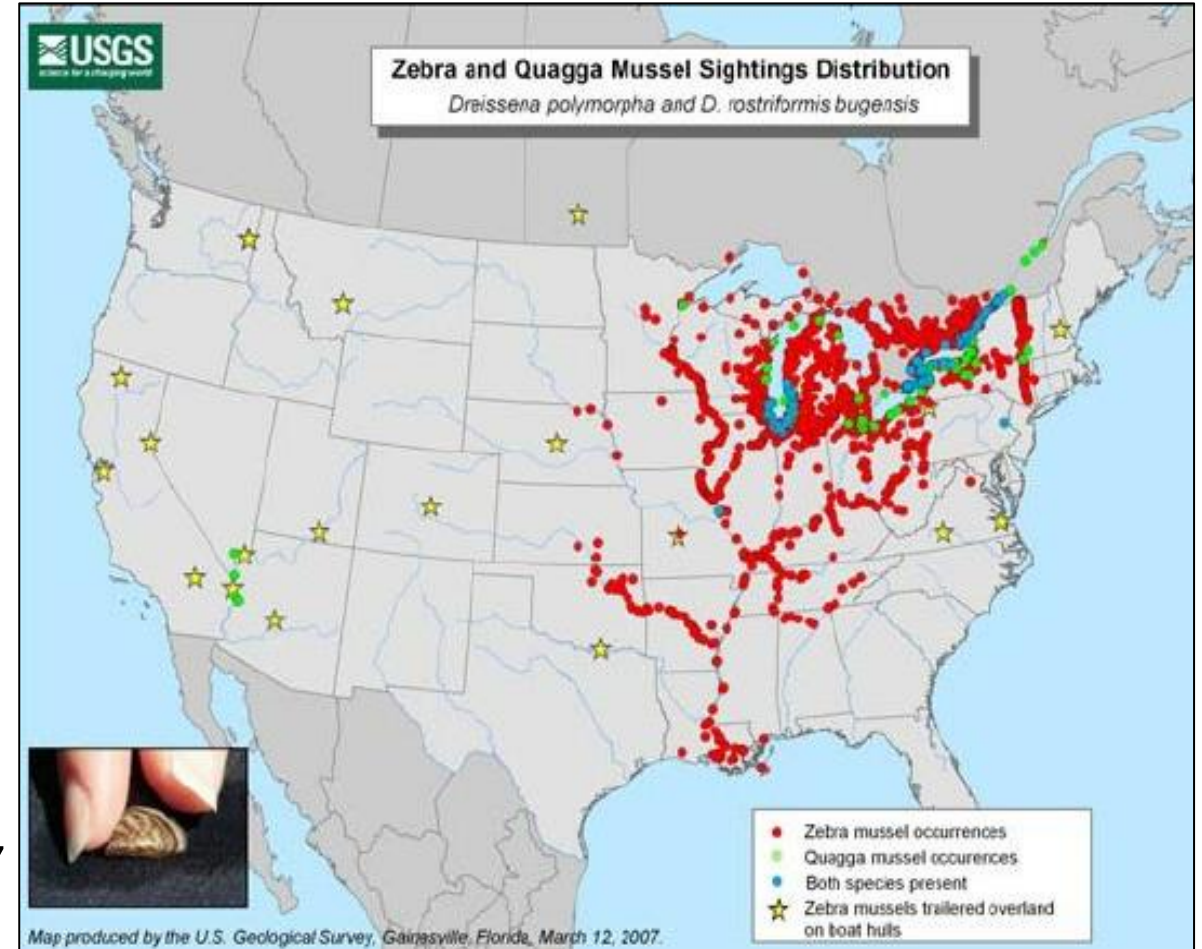 USGS
science for a changing world
Zebra and Quagga Mussel Sightings Distribution
Dreissena polymorpha and D. rostriformis bugensis
Zebra mussel occurrences
Quagga mussel occurences
Both species present
Zebra mussels trailered overland
on boat hulls
Map produced by the U.S. Geological Survey, Gainesville, Florida, March 12, 2007.